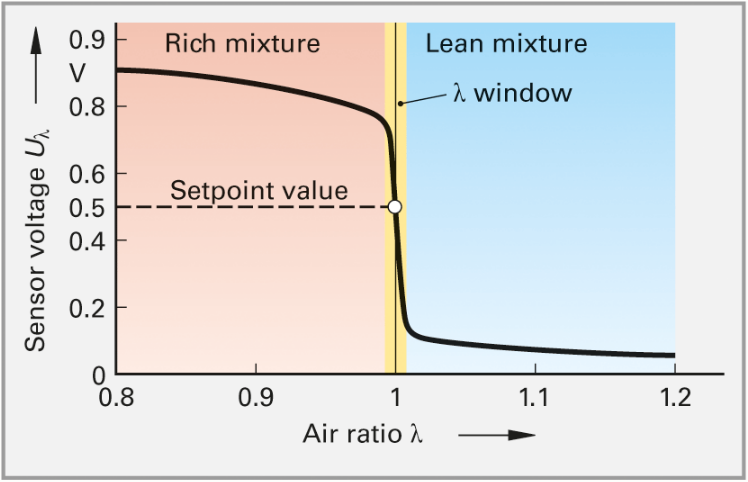 Rich mixture
Lean mixture
λ window
Setpoint value
Sensor voltage Uλ
0.9
V
0.8
0.6
0.5
0.4
0.2
0
0.8 0.9 1 1.1 1.2
Air ratio λ